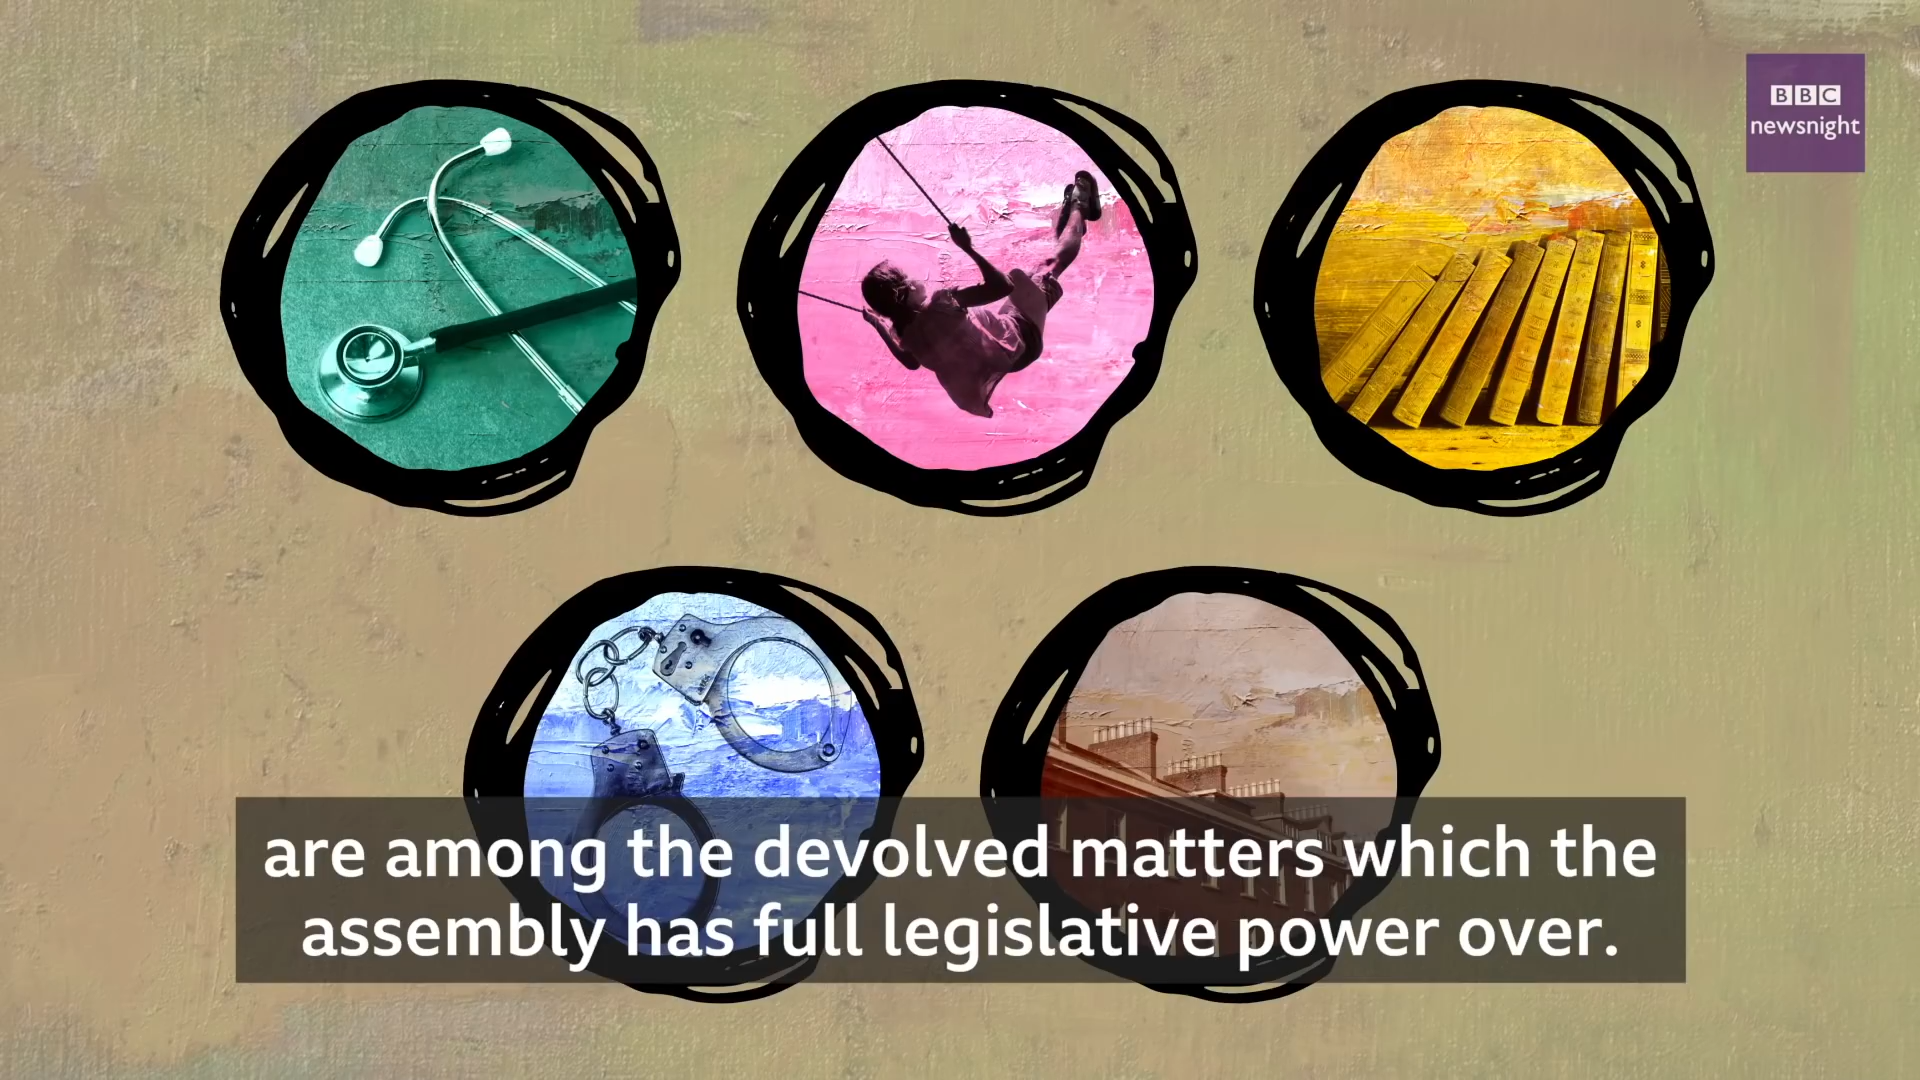 BBC
newsnight
are among the devolved matters which the
assembly has full legislative power over.